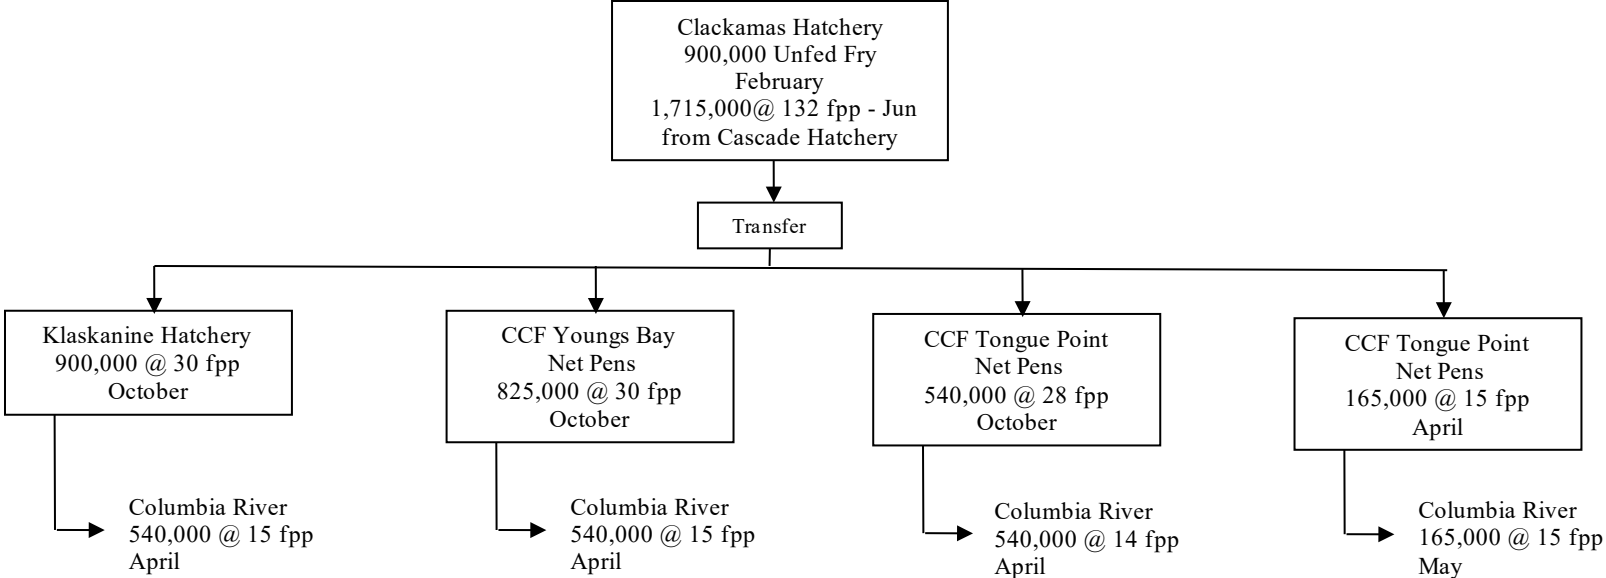 Clackamas Hatchery
900,000 Unfed Fry
February
1,715,000@ 132 fpp - Jun
from Cascade Hatchery
Transfer
Klaskanine Hatchery
900,000 @ 30 fpp
October
CCF Youngs Bay
Net Pens
825,000 @ 30 fpp
October
CCF Tongue Point
Net Pens
540,000 @ 28 fpp
October
CCF Tongue Point
Net Pens
165,000 @ 15 fpp
April
Columbia River
540,000 @ 15 fpp
April
Columbia River
540,000 @ 15 fpp
April
Columbia River
540,000 @ 14 fpp
April
Columbia River
165,000 @ 15 fpp
May